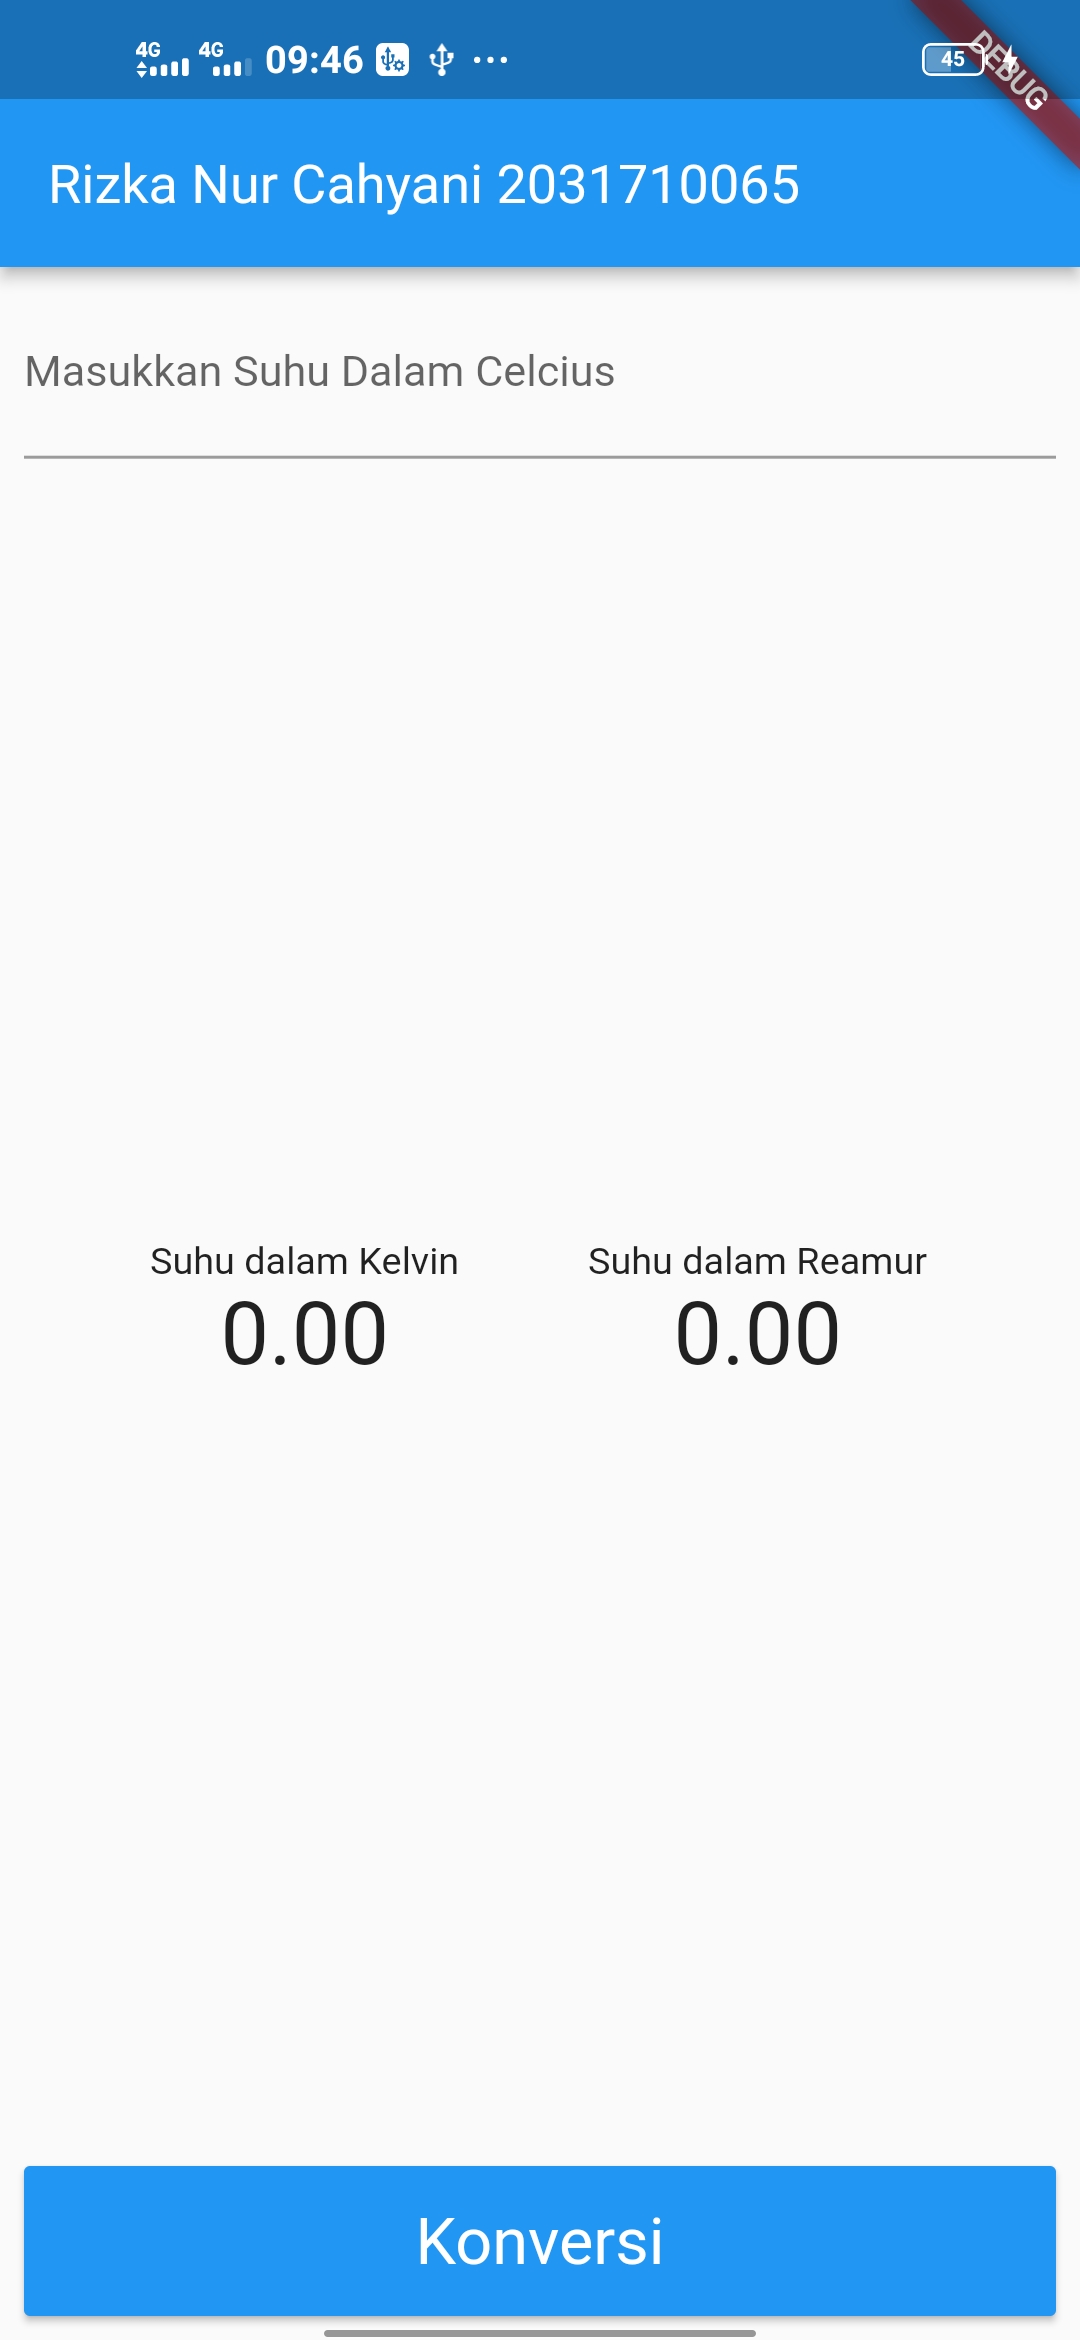 4G 4G 09:46 ... 45
DEBUG
Rizka Nur Cahyani 2031710065
Masukkan Suhu Dalam Celcius
Suhu dalam Kelvin Suhu dalam Reamur
0.00 0.00
Konversi